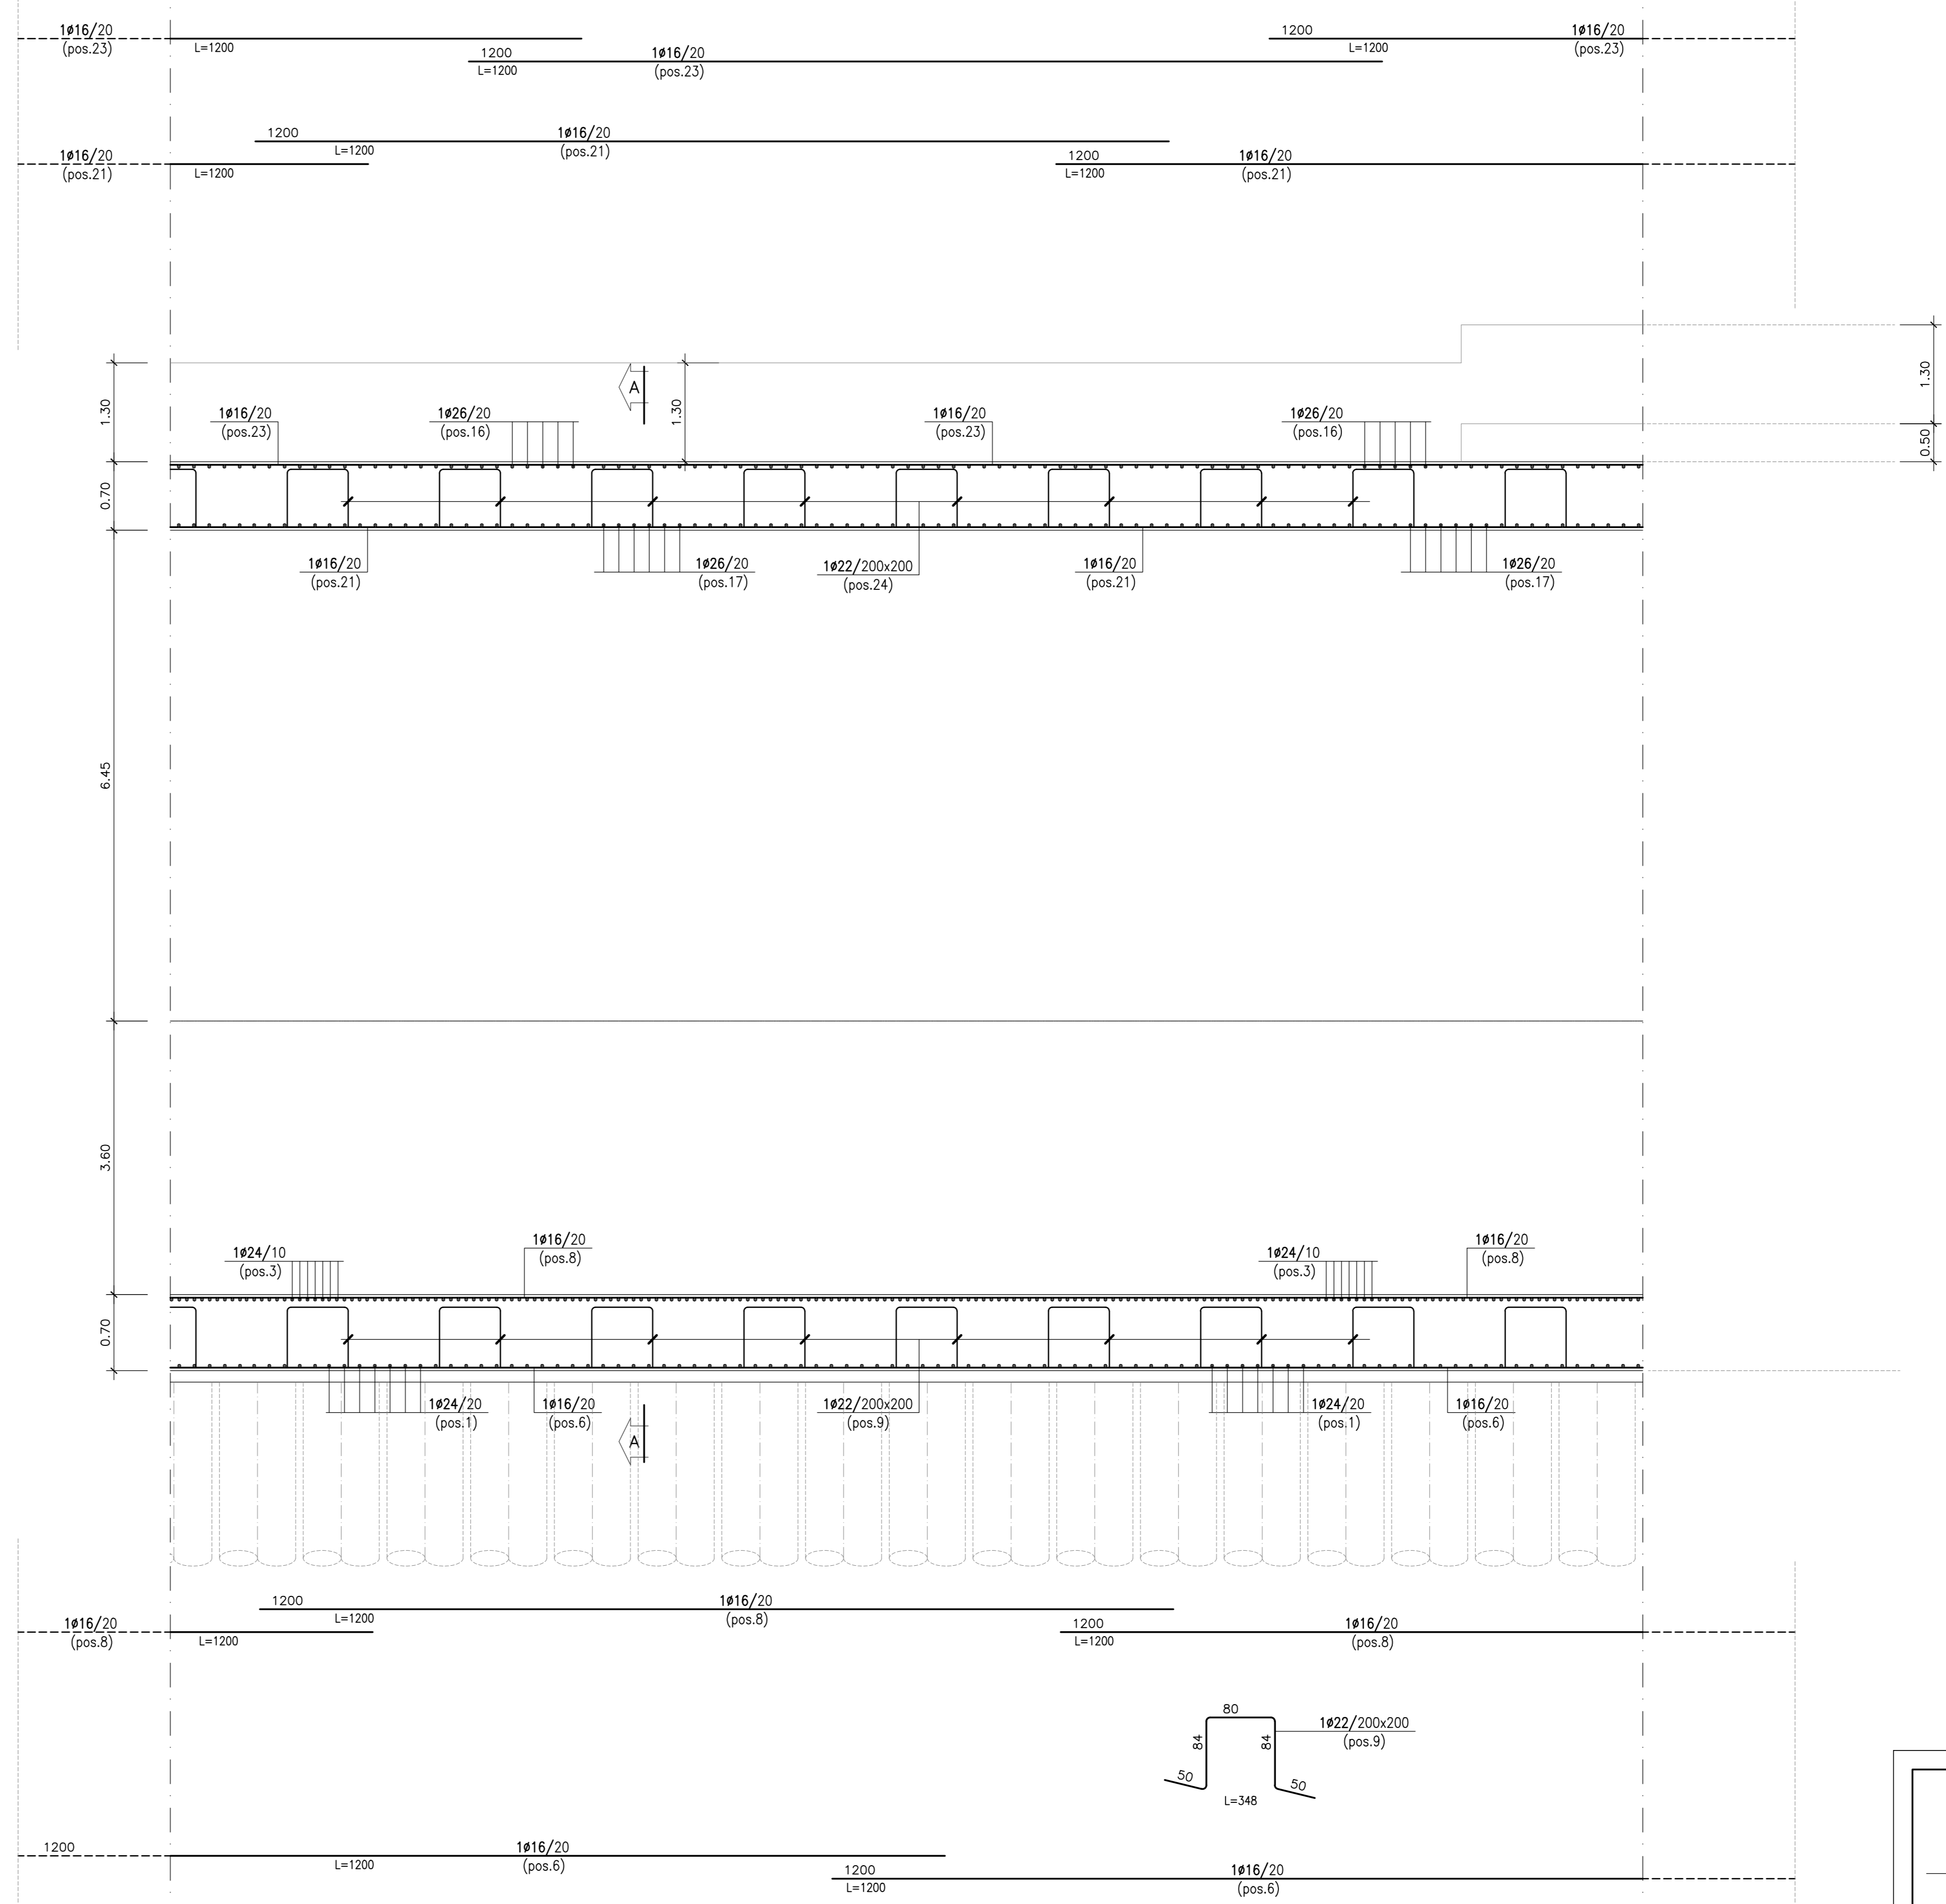 1ø16/20
(pos.23)
L=1200
1200
L=1200
1ø16/20
(pos.23)
1200
L=1200
1ø16/20
(pos.23)
1200
L=1200
1ø16/20
(pos.21)
1ø16/20
(pos.21)
L=1200
1200
L=1200
1ø16/20
(pos.21)
1.30
A
1.30
1.30
0.50
1ø16/20
(pos.23)
1ø26/20
(pos.16)
1ø16/20
(pos.23)
1ø26/20
(pos.16)
0.70
1ø16/20
(pos.21)
1ø26/20
(pos.17)
1ø22/200x200
(pos.24)
1ø16/20
(pos.21)
1ø26/20
(pos.17)
6.45
3.60
1ø24/10
(pos.3)
1ø16/20
(pos.8)
1ø24/10
(pos.3)
1ø16/20
(pos.8)
0.70
1ø24/20
(pos.1)
1ø16/20
(pos.6)
1ø22/200x200
(pos.9)
1ø24/20
(pos.1)
1ø16/20
(pos.6)
A
1200
L=1200
1ø16/20
(pos.8)
1ø16/20
(pos.8)
L=1200
1200
L=1200
1ø16/20
(pos.8)
80
84
84
50
50
L=348
1ø22/200x200
(pos.9)
1200
L=1200
1ø16/20
(pos.6)
1200
L=1200
1ø16/20
(pos.6)